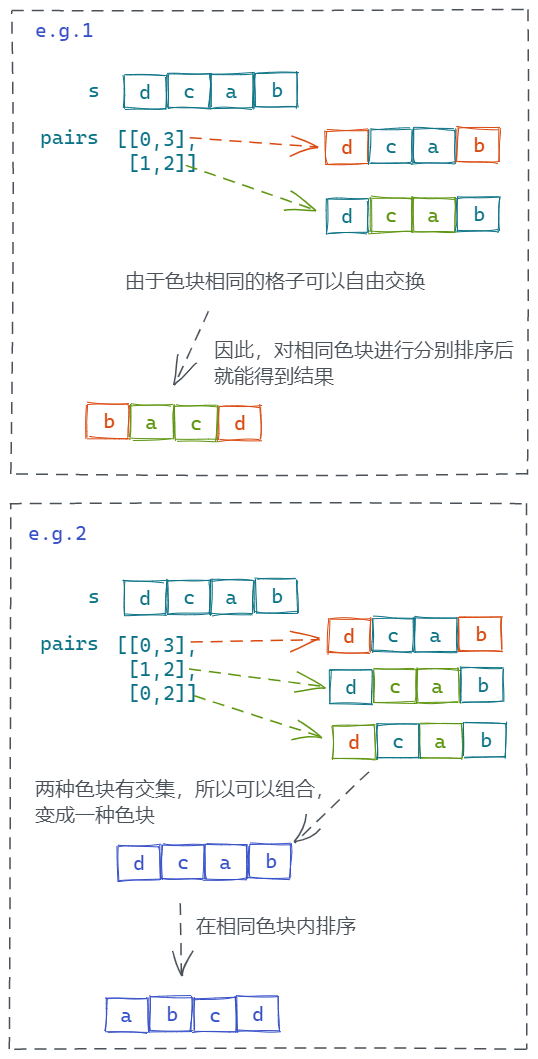 e.g.1
s d c a b
pairs [[0,3], d c a b
[1,2]]
d c a b
由于色块相同的格子可以自由交换
因此，对相同色块进行分别排序后
就能得到结果
b a c d
e.g.2
s d c a b
pairs [[0,3], d c a b
[1,2], d c a b
[0,2]]
d c a b
两种色块有交集，所以可以组合，
变成一种色块
d c a b
在相同色块内排序
a b c d